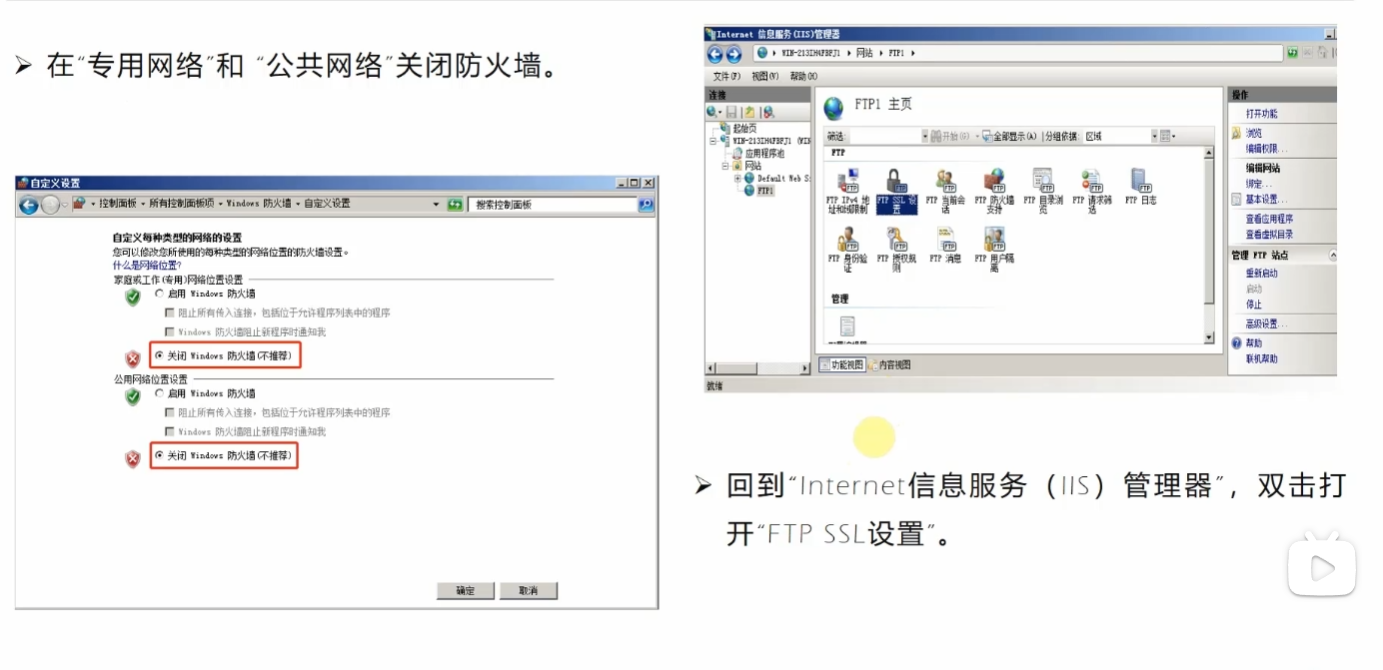 ➢ 在“专用网络”和 “公共网络”关闭防火墙。
自定义设置
控制面板 ▸ 所有控制面板项 ▸ Windows 防火墙 ▸ 自定义设置
搜索控制面板
自定义每种类型的网络的设置
您可以修改您所使用的每种类型的网络位置的防火墙设置。
什么是网络位置?
家庭或工作(专用)网络位置设置
启用 Windows 防火墙
阻止所有传入连接，包括位于允许程序列表中的程序
Windows 防火墙阻止新程序时通知我
关闭 Windows 防火墙(不推荐)
公用网络位置设置
启用 Windows 防火墙
阻止所有传入连接，包括位于允许程序列表中的程序
Windows 防火墙阻止新程序时通知我
关闭 Windows 防火墙(不推荐)
确定
取消
Internet 信息服务(IIS)管理器
网站 ▸ FTP1 ▸
文件(F) 视图(V) 帮助(H)
连接
起始页
应用程序池
网站
Default Web S
FTP1
FTP1 主页
筛选:
开始(G)
全部显示(A)
分组依据:
区域
FTP
FTP IPv4 地址和域限制
FTP SSL 设置
FTP 当前会话
FTP 防火墙支持
FTP 目录浏览
FTP 请求筛选
FTP 日志
FTP 身份验证
FTP 授权规则
FTP 消息
FTP 用户隔离
管理
功能视图
内容视图
就绪
操作
打开功能
浏览
编辑权限...
编辑网站
绑定...
基本设置...
查看应用程序
查看虚拟目录
管理 FTP 站点
重新启动
启动
停止
高级设置...
帮助
联机帮助
➢ 回到“Internet信息服务（IIS）管理器”，双击打
开“FTP SSL设置”。